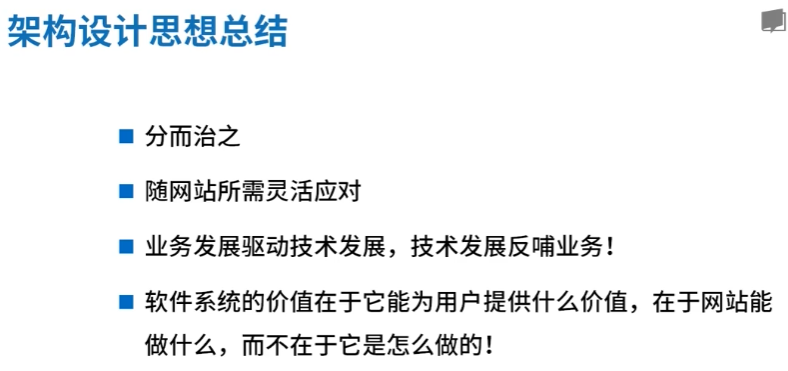 架构设计思想总结
分而治之
随网站所需灵活应对
业务发展驱动技术发展，技术发展反哺业务！
软件系统的价值在于它能为用户提供什么价值，在于网站能
做什么，而不在于它是怎么做的！